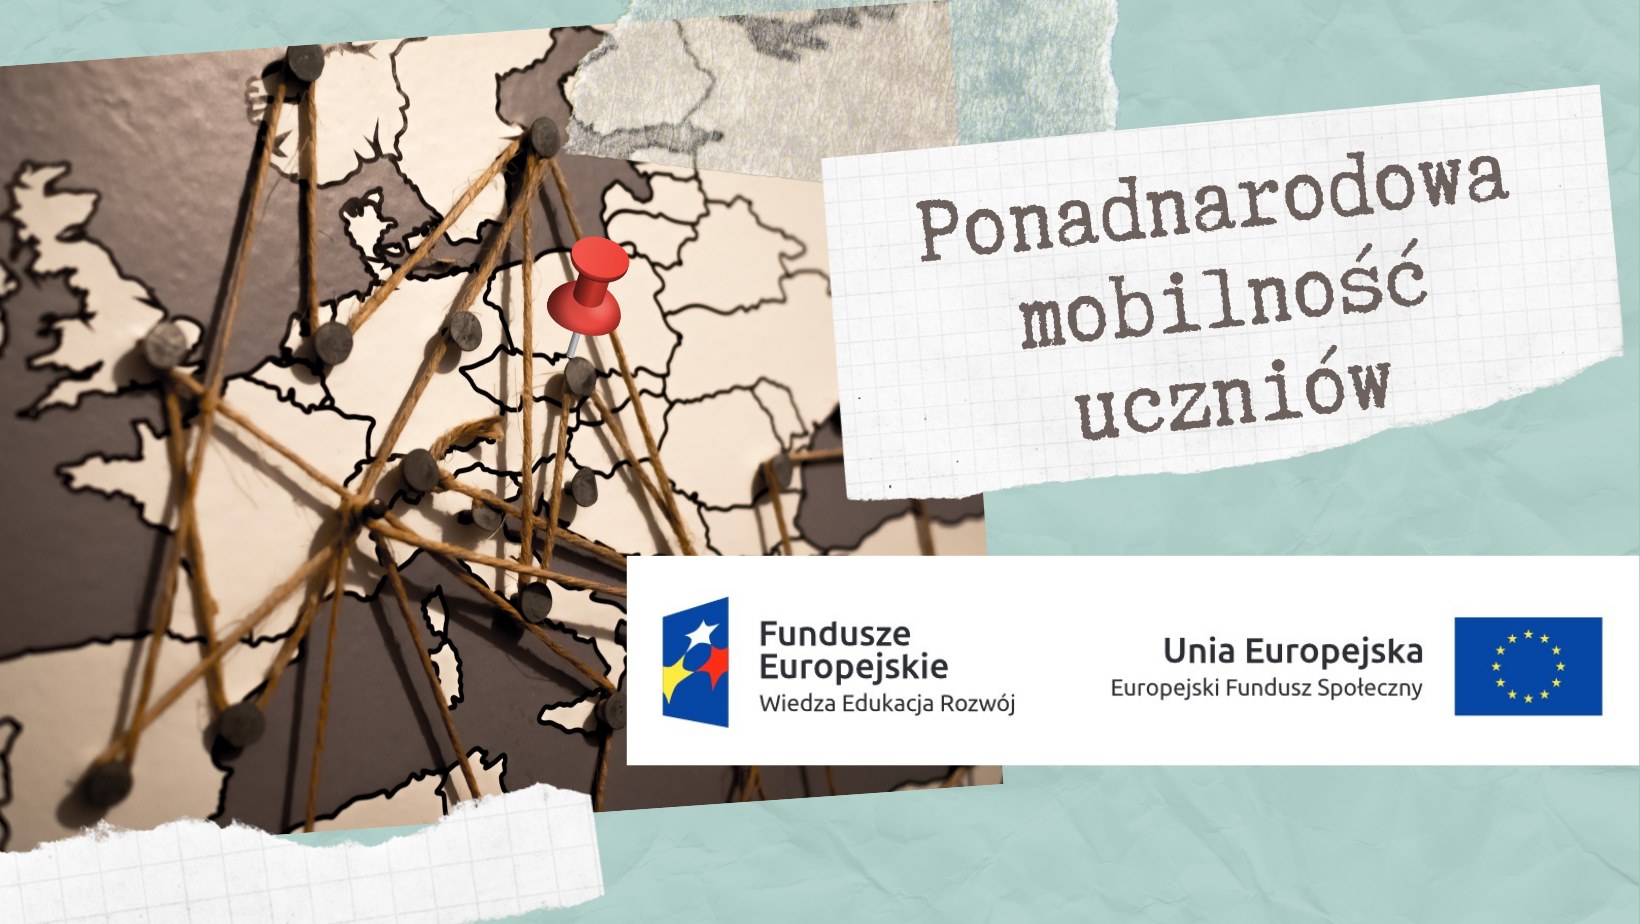 Ponadnarodowa
mobilność
uczniów
Fundusze
Europejskie
Wiedza Edukacja Rozwój
Unia Europejska
Europejski Fundusz Społeczny